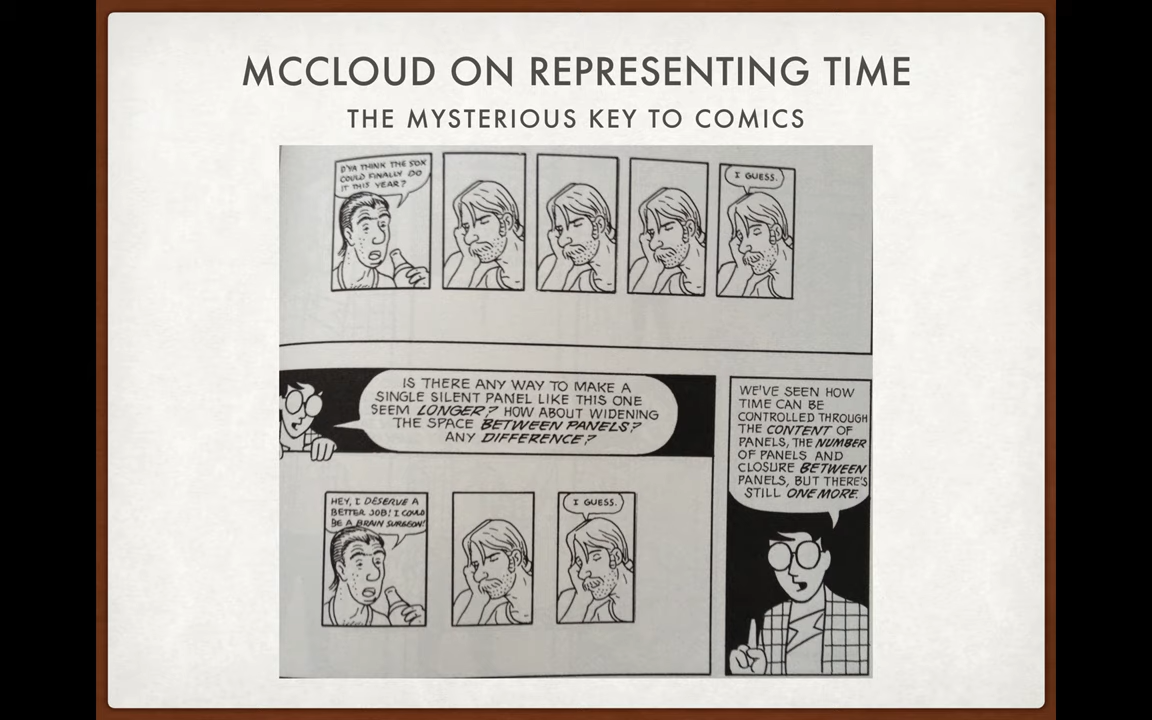 MCCLOUD ON REPRESENTING TIME
THE MYSTERIOUS KEY TO COMICS
D'YA THINK THE SOX
COULD FINALLY DO
IT THIS YEAR?
I GUESS.
IS THERE ANY WAY TO MAKE A
SINGLE SILENT PANEL LIKE THIS ONE
SEEM LONGER? HOW ABOUT WIDENING
THE SPACE BETWEEN PANELS?
ANY DIFFERENCE?
WE'VE SEEN HOW
TIME CAN BE
CONTROLLED THROUGH
THE CONTENT OF
PANELS, THE NUMBER
OF PANELS AND
CLOSURE BETWEEN
PANELS, BUT THERE'S
STILL ONE MORE.
HEY, I DESERVE A
BETTER JOB! I COULD
BE A BRAIN SURGEON!
I GUESS.